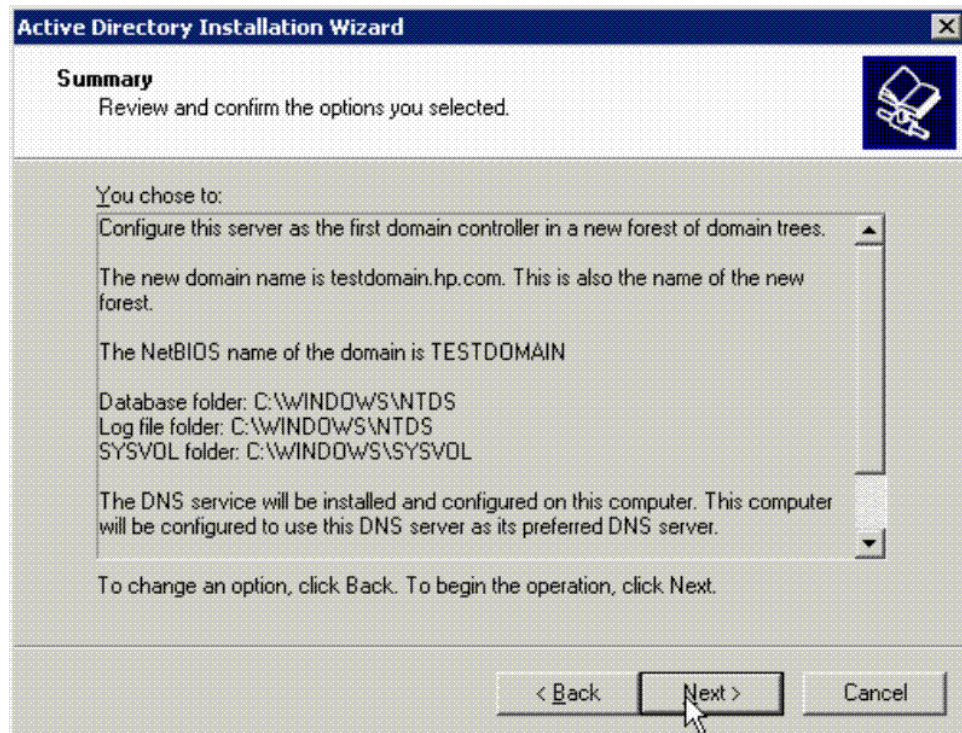 Active Directory Installation Wizard
Summary
Review and confirm the options you selected.
You chose to:
Configure this server as the first domain controller in a new forest of domain trees.
The new domain name is testdomain.hp.com. This is also the name of the new
forest.
The NetBIOS name of the domain is TESTDOMAIN
Database folder: C:\WINDOWS\NTDS
Log file folder: C:\WINDOWS\NTDS
SYSVOL folder: C:\WINDOWS\SYSVOL
The DNS service will be installed and configured on this computer. This computer
will be configured to use this DNS server as its preferred DNS server.
To change an option, click Back. To begin the operation, click Next.
< Back Next > Cancel